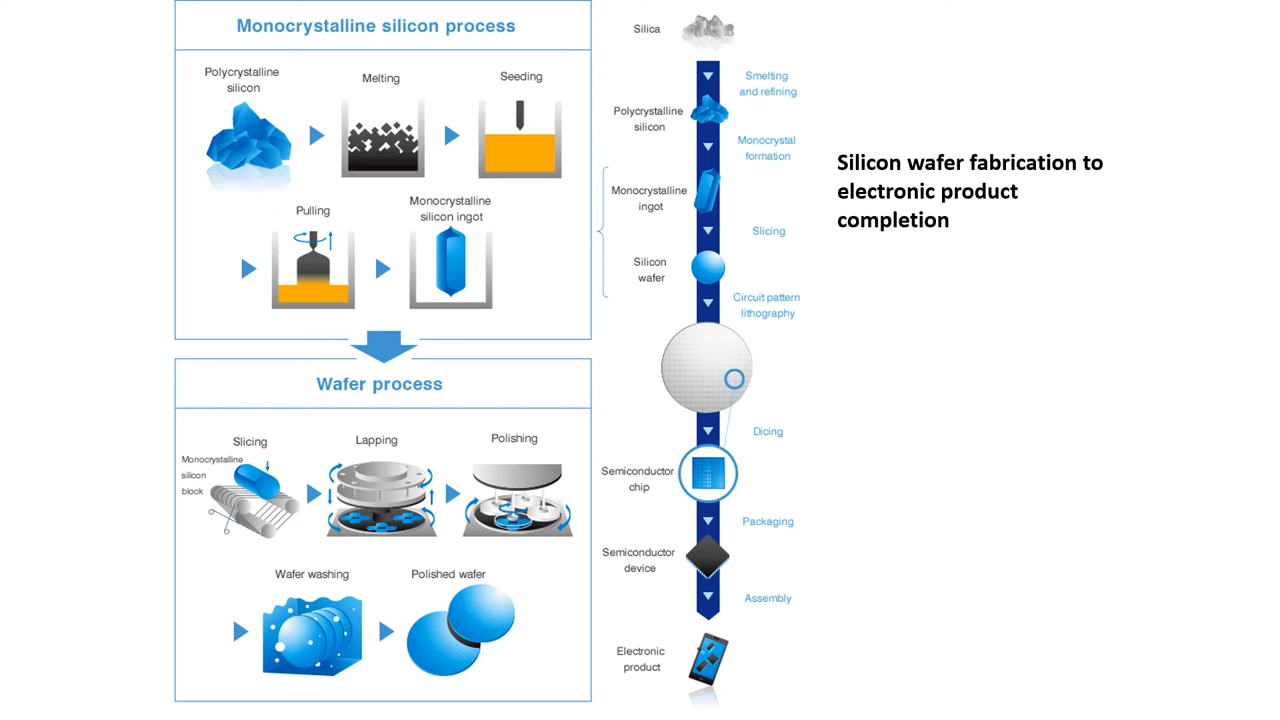 Monocrystalline silicon process
Polycrystalline
silicon
Melting
Seeding
Pulling
Monocrystalline
silicon ingot
Wafer process
Slicing
Monocrystalline
silicon
block
Lapping
Polishing
Wafer washing
Polished wafer
Silica
Smelting
and refining
Polycrystalline
silicon
Monocrystal
formation
Monocrystalline
ingot
Slicing
Silicon
wafer
Circuit pattern
lithography
Dicing
Semiconductor
chip
Packaging
Semiconductor
device
Assembly
Electronic
product
Silicon wafer fabrication to
electronic product
completion